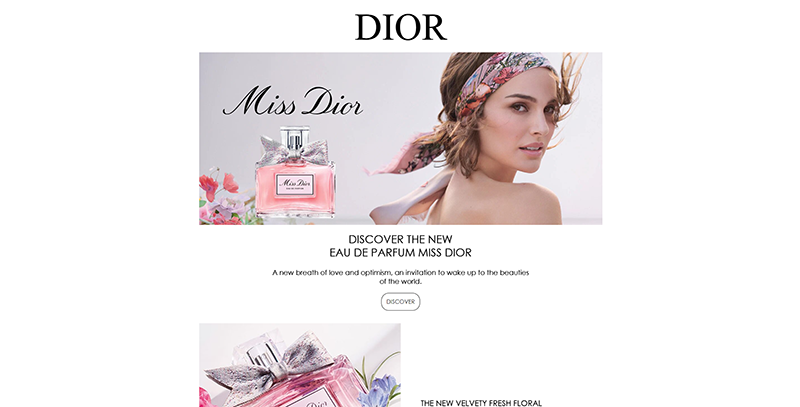 DIOR
Miss Dior
Miss Dior
EAU DE PARFUM
DISCOVER THE NEW
EAU DE PARFUM MISS DIOR
A new breath of love and optimism, an invitation to wake up to the beauties
of the world.
DISCOVER
Dior
THE NEW VELVETY FRESH FLORAL